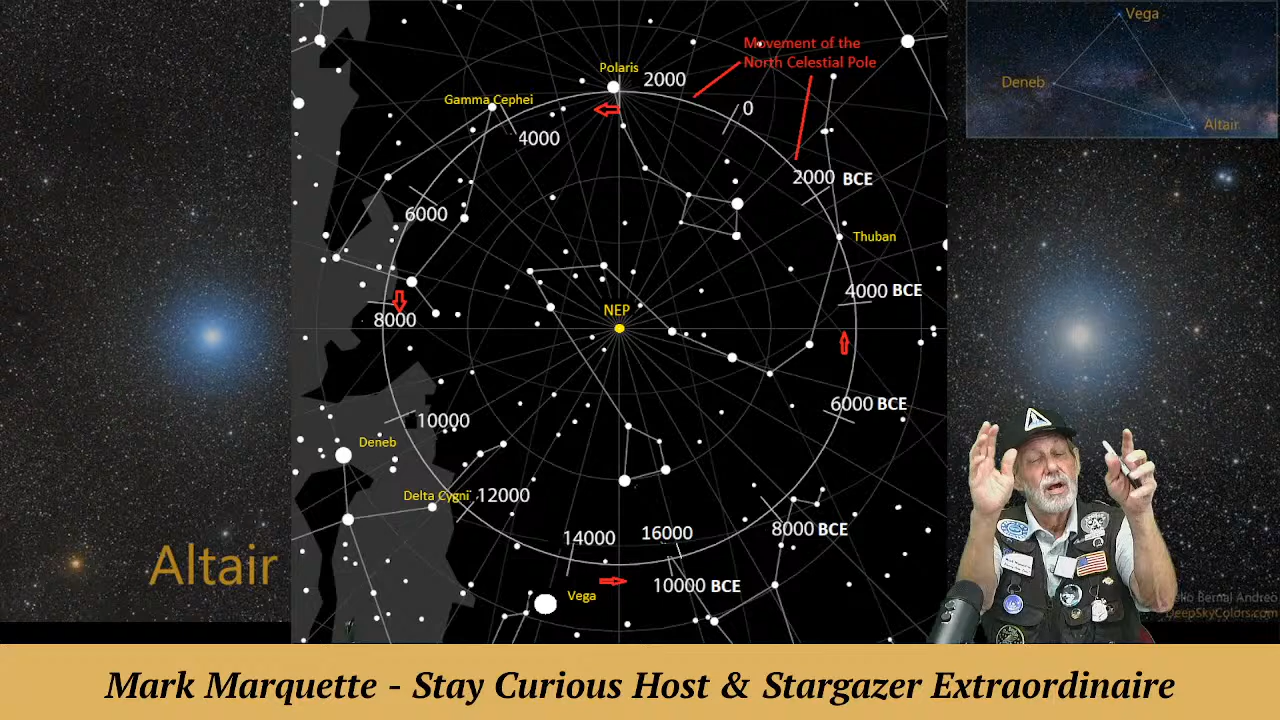 Vega
Deneb
Altair
Movement of the
North Celestial Pole
Polaris
2000
Gamma Cephei
0
4000
2000 BCE
6000
Thuban
4000 BCE
NEP
8000
6000 BCE
10000
Deneb
Delta Cygni
12000
8000 BCE
14000
16000
10000 BCE
Vega
Altair
Bernal Andreo
DeepSkyColors.com
Mark Marquette - Stay Curious Host & Stargazer Extraordinaire